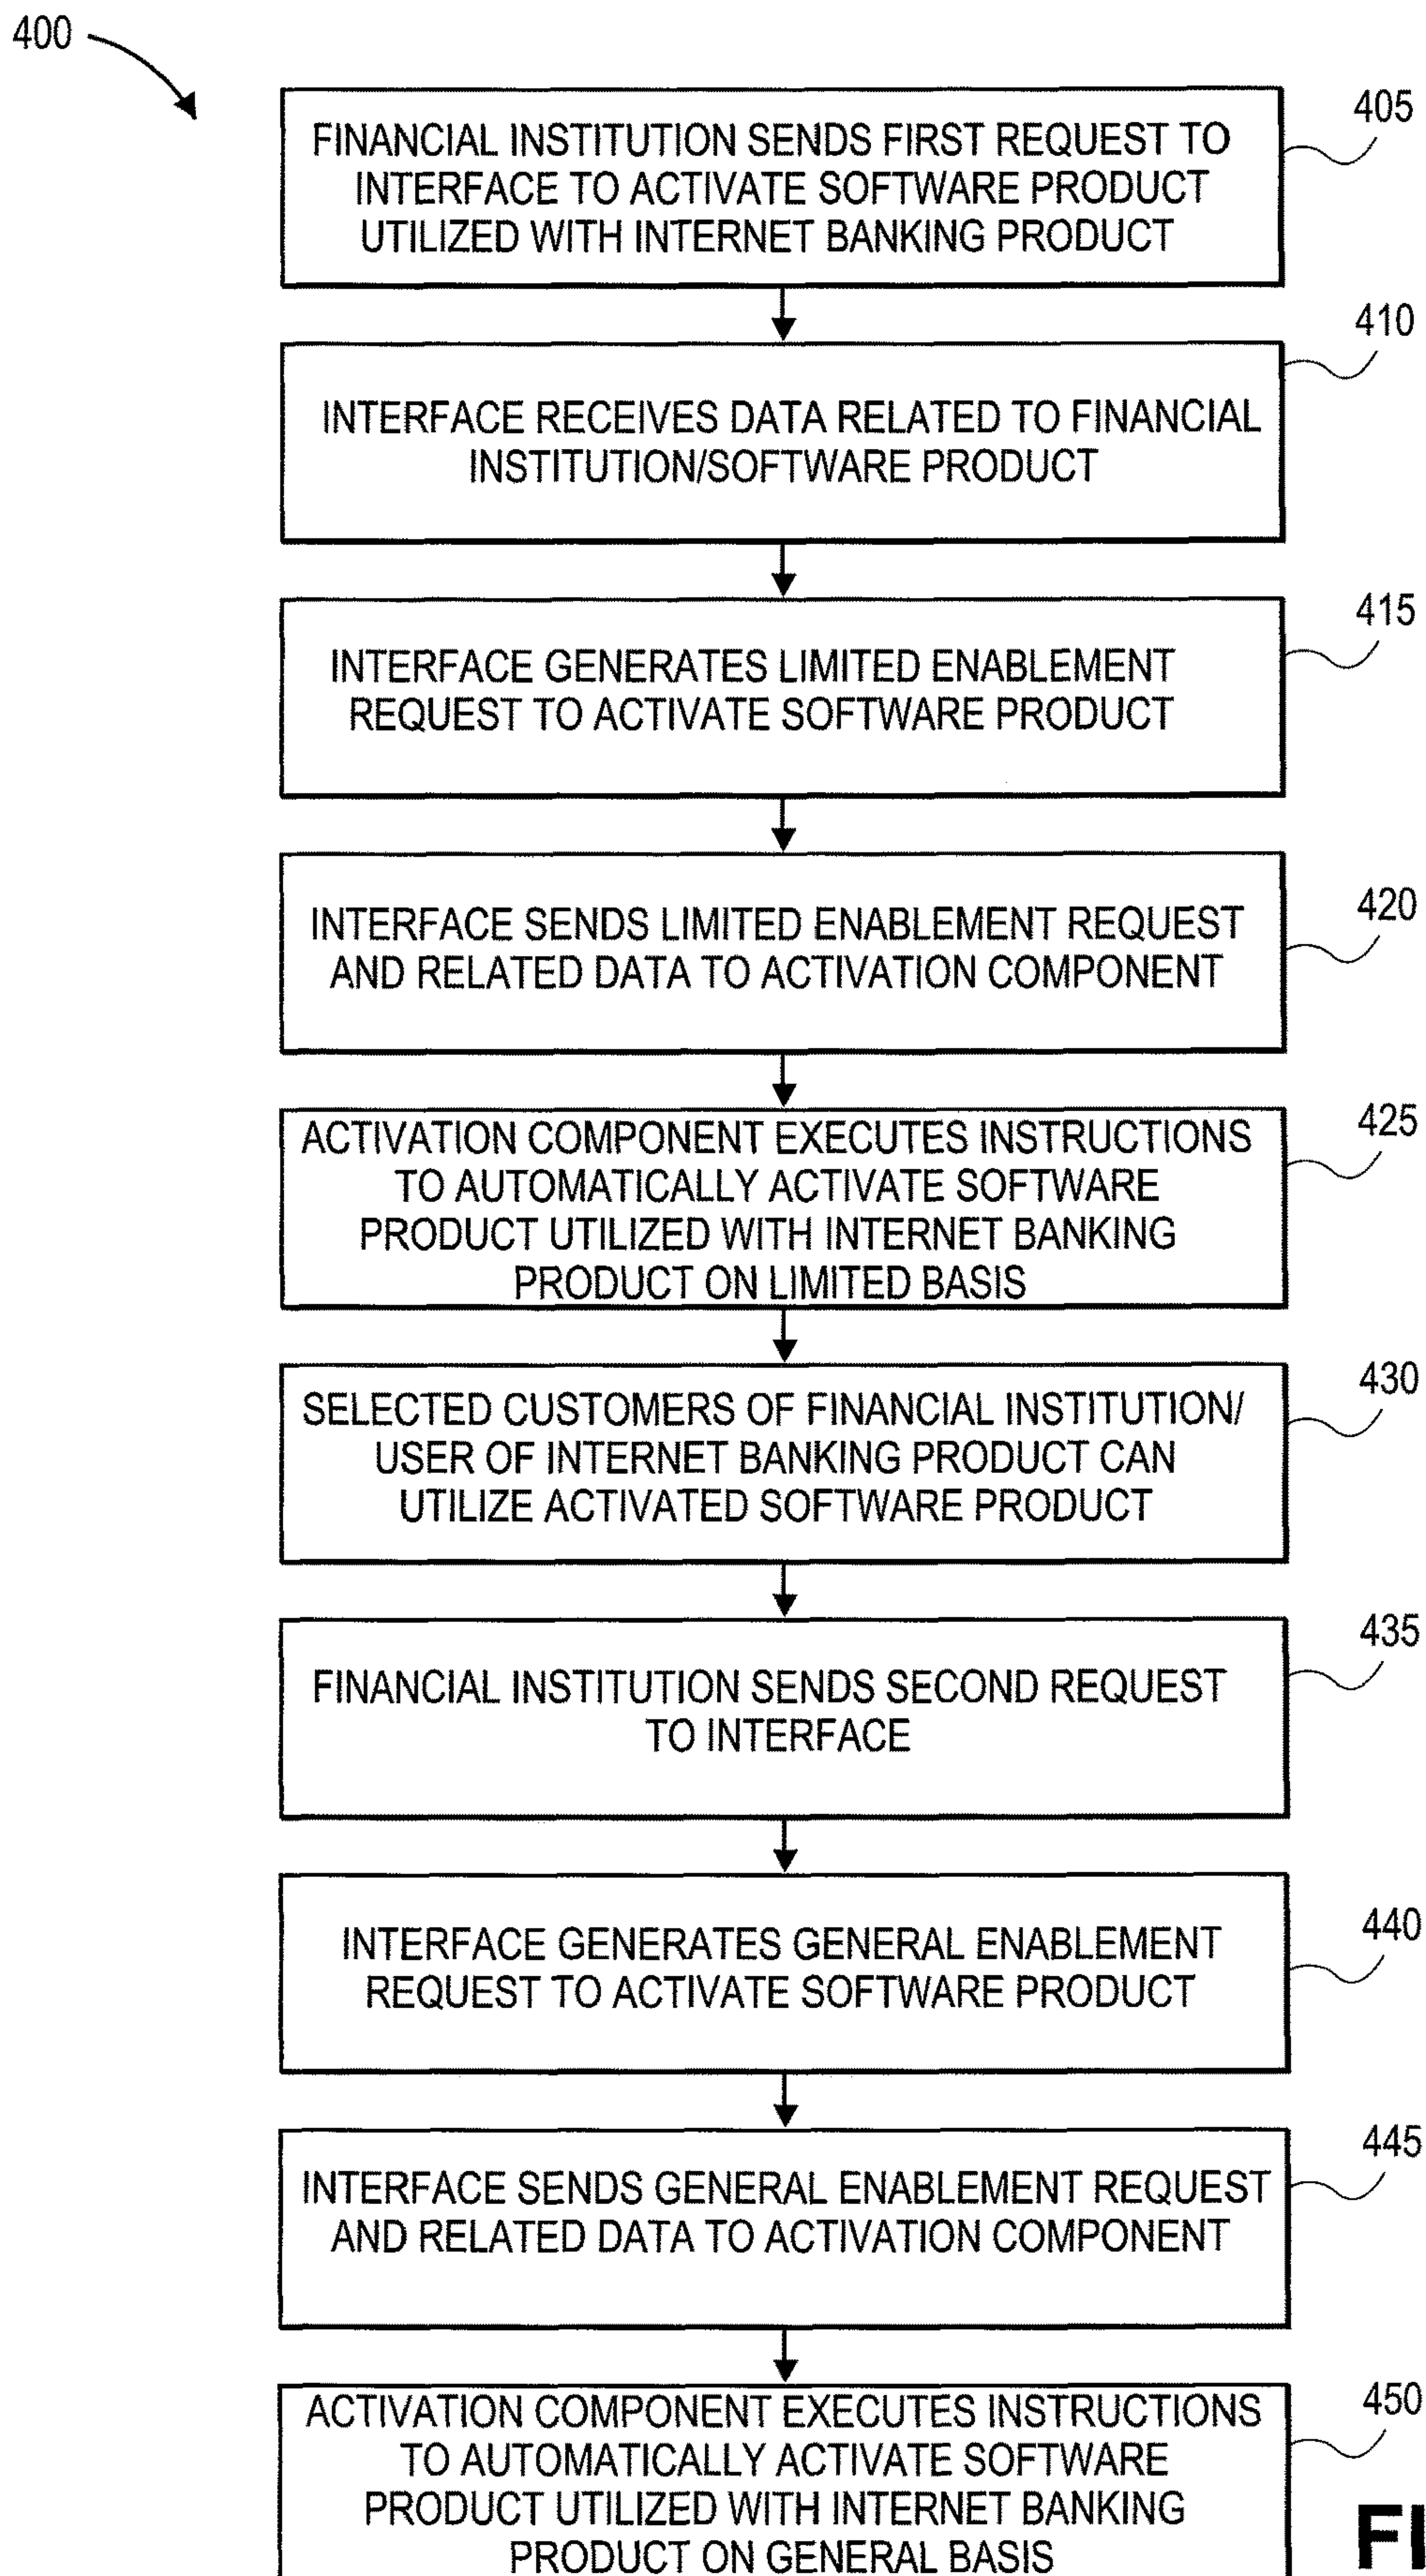 400
FINANCIAL INSTITUTION SENDS FIRST REQUEST TO
INTERFACE TO ACTIVATE SOFTWARE PRODUCT
UTILIZED WITH INTERNET BANKING PRODUCT
405
INTERFACE RECEIVES DATA RELATED TO FINANCIAL
INSTITUTION/SOFTWARE PRODUCT
410
INTERFACE GENERATES LIMITED ENABLEMENT
REQUEST TO ACTIVATE SOFTWARE PRODUCT
415
INTERFACE SENDS LIMITED ENABLEMENT REQUEST
AND RELATED DATA TO ACTIVATION COMPONENT
420
ACTIVATION COMPONENT EXECUTES INSTRUCTIONS
TO AUTOMATICALLY ACTIVATE SOFTWARE
PRODUCT UTILIZED WITH INTERNET BANKING
PRODUCT ON LIMITED BASIS
425
SELECTED CUSTOMERS OF FINANCIAL INSTITUTION/
USER OF INTERNET BANKING PRODUCT CAN
UTILIZE ACTIVATED SOFTWARE PRODUCT
430
FINANCIAL INSTITUTION SENDS SECOND REQUEST
TO INTERFACE
435
INTERFACE GENERATES GENERAL ENABLEMENT
REQUEST TO ACTIVATE SOFTWARE PRODUCT
440
INTERFACE SENDS GENERAL ENABLEMENT REQUEST
AND RELATED DATA TO ACTIVATION COMPONENT
445
ACTIVATION COMPONENT EXECUTES INSTRUCTIONS
TO AUTOMATICALLY ACTIVATE SOFTWARE
PRODUCT UTILIZED WITH INTERNET BANKING
PRODUCT ON GENERAL BASIS
450